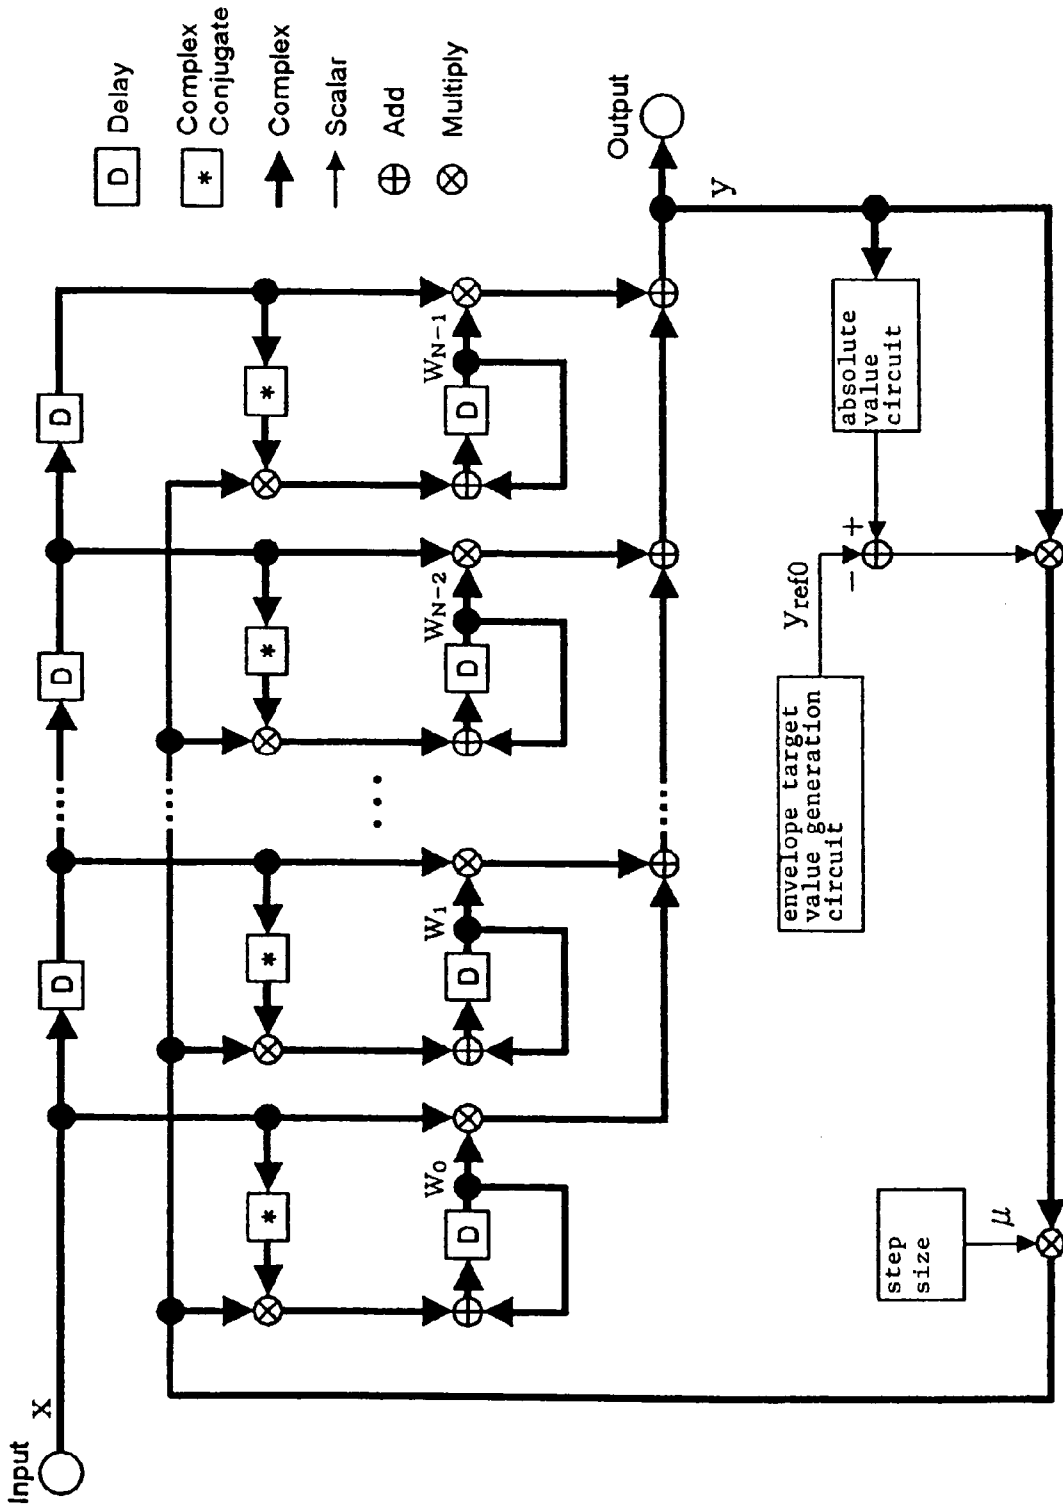 Input
X
D
D
D
D
Delay
*
Complex
Conjugate
Complex
Scalar
Add
Multiply
*
*
*
*
D
W0
D
W1
D
WN-2
D
WN-1
...
Output
y
step
size
μ
envelope target
value generation
circuit
yref0
−
+
absolute
value
circuit